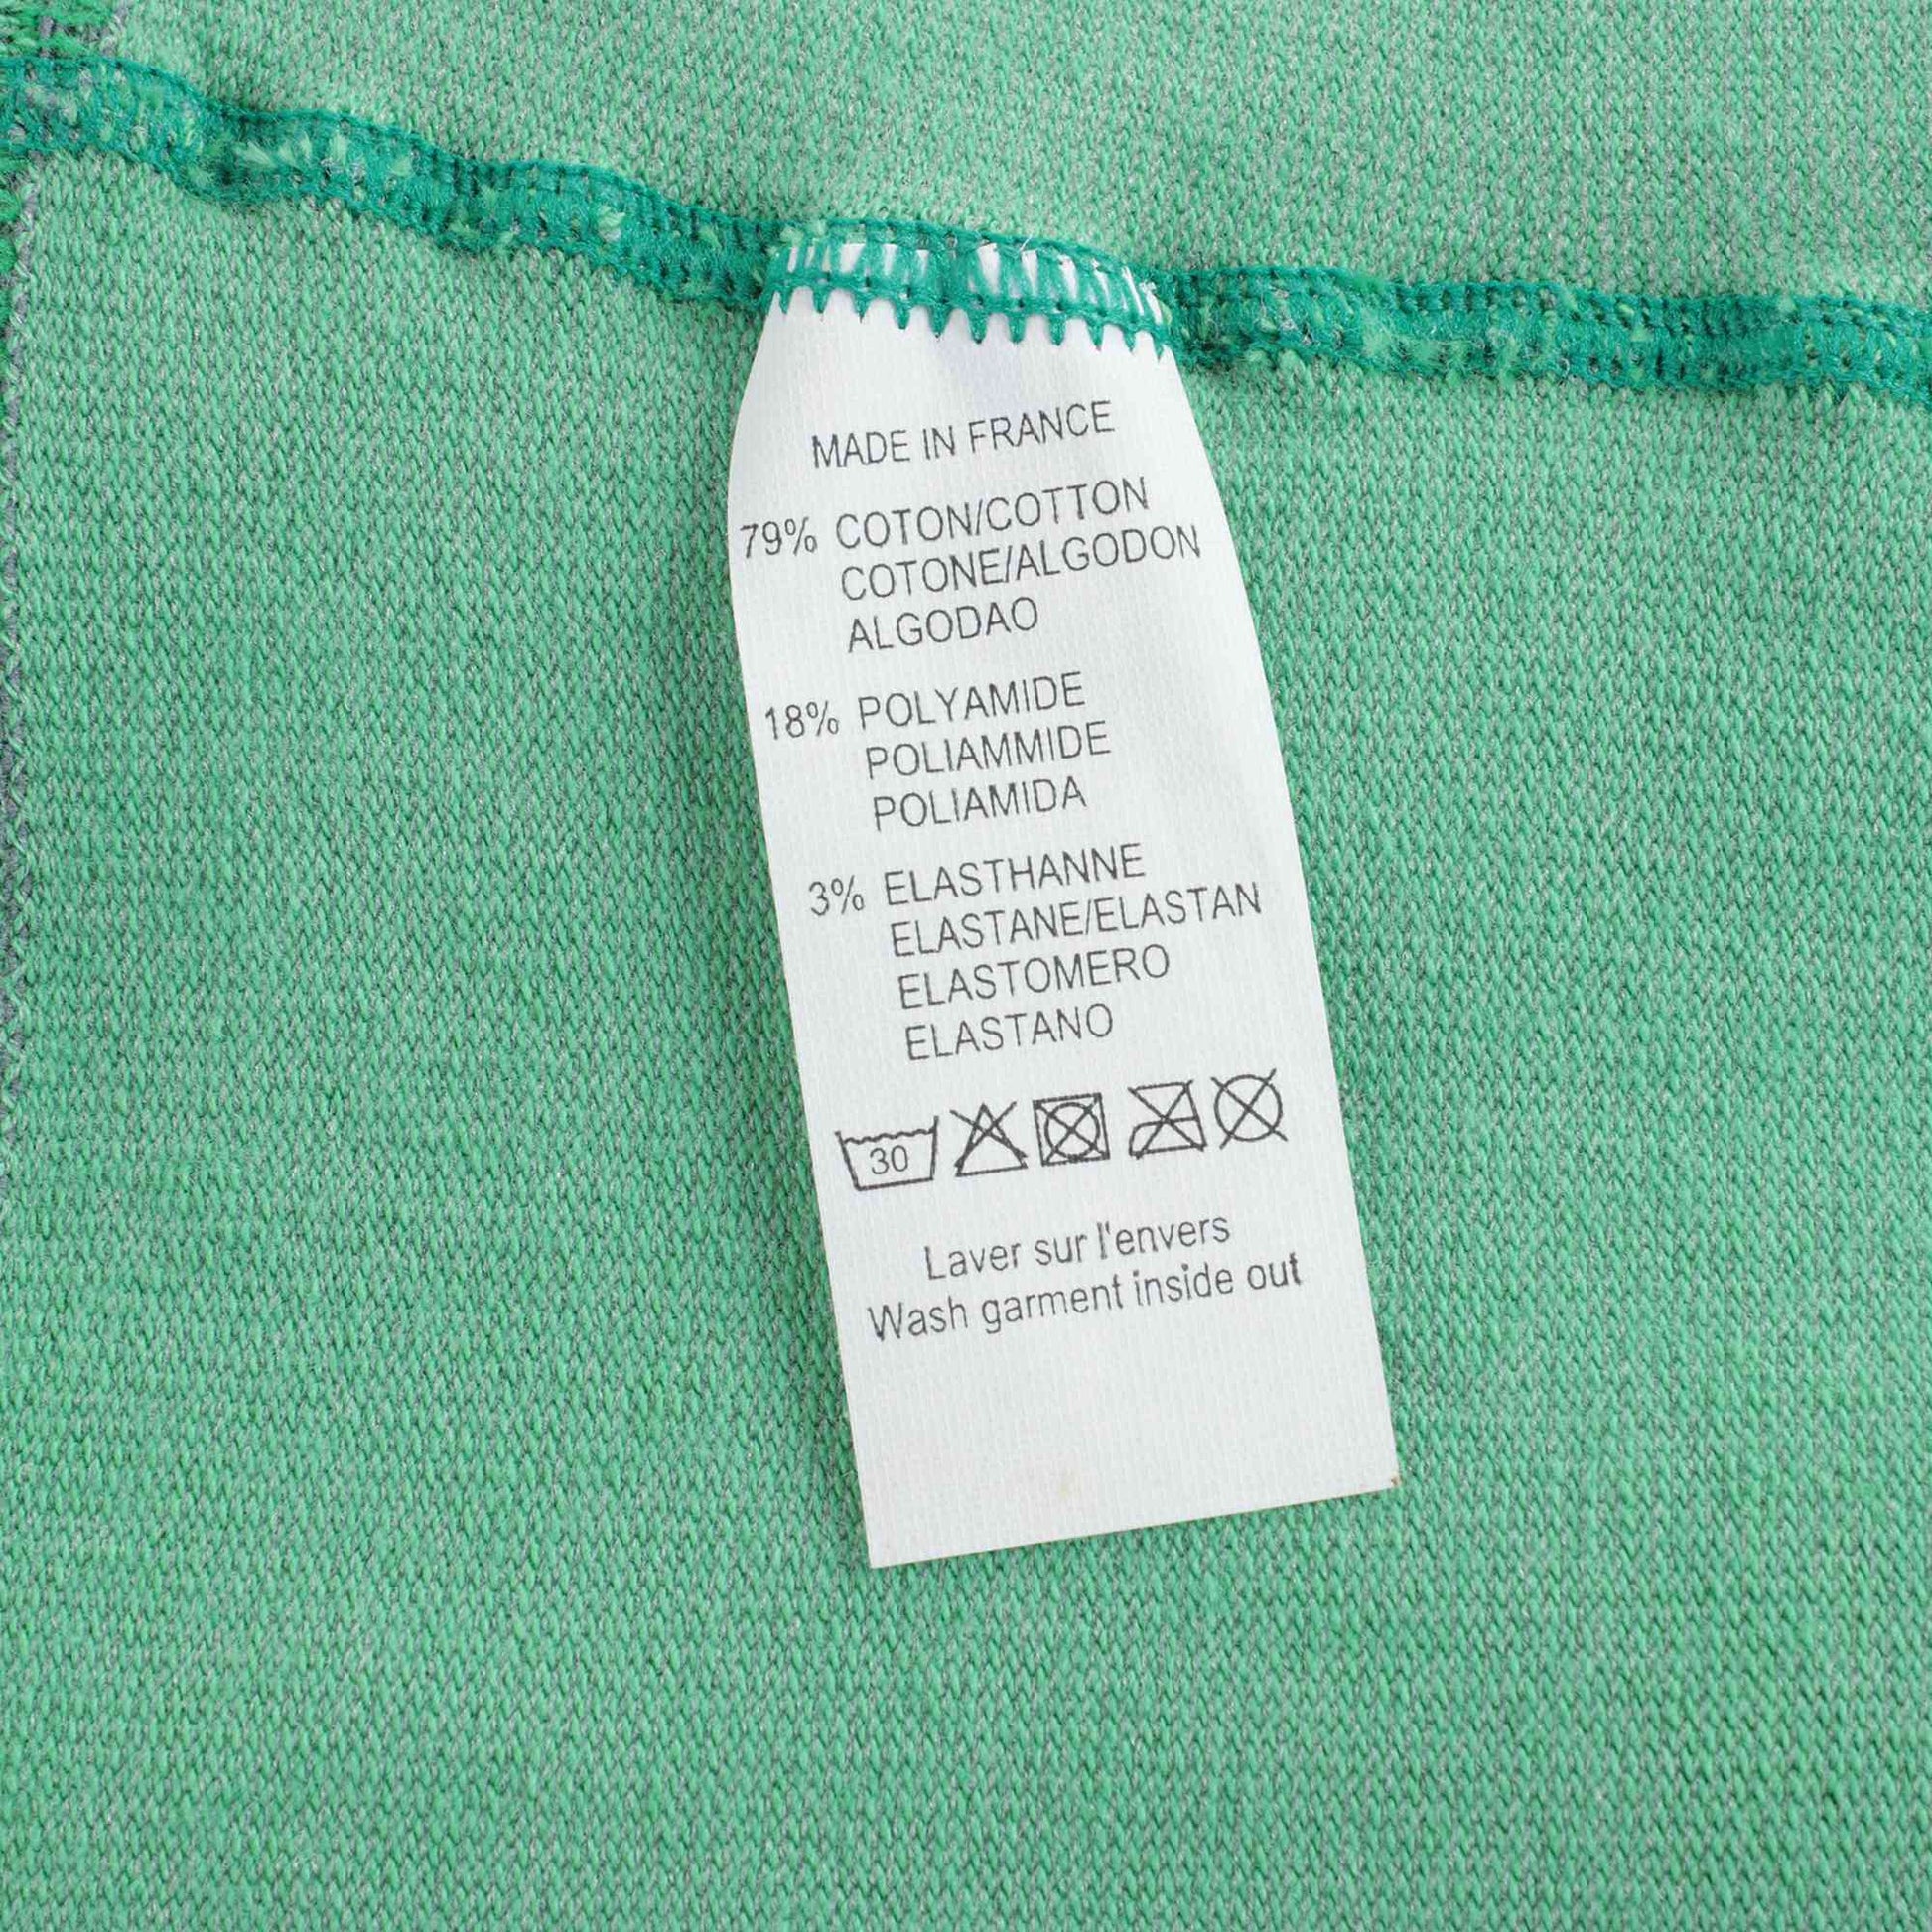 MADE IN FRANCE
79% COTON/COTTON
COTONE/ALGODON
ALGODAO
18% POLYAMIDE
POLIAMMIDE
POLIAMIDA
3% ELASTHANNE
ELASTANE/ELASTAN
ELASTOMERO
ELASTANO
30
Laver sur l'envers
Wash garment inside out